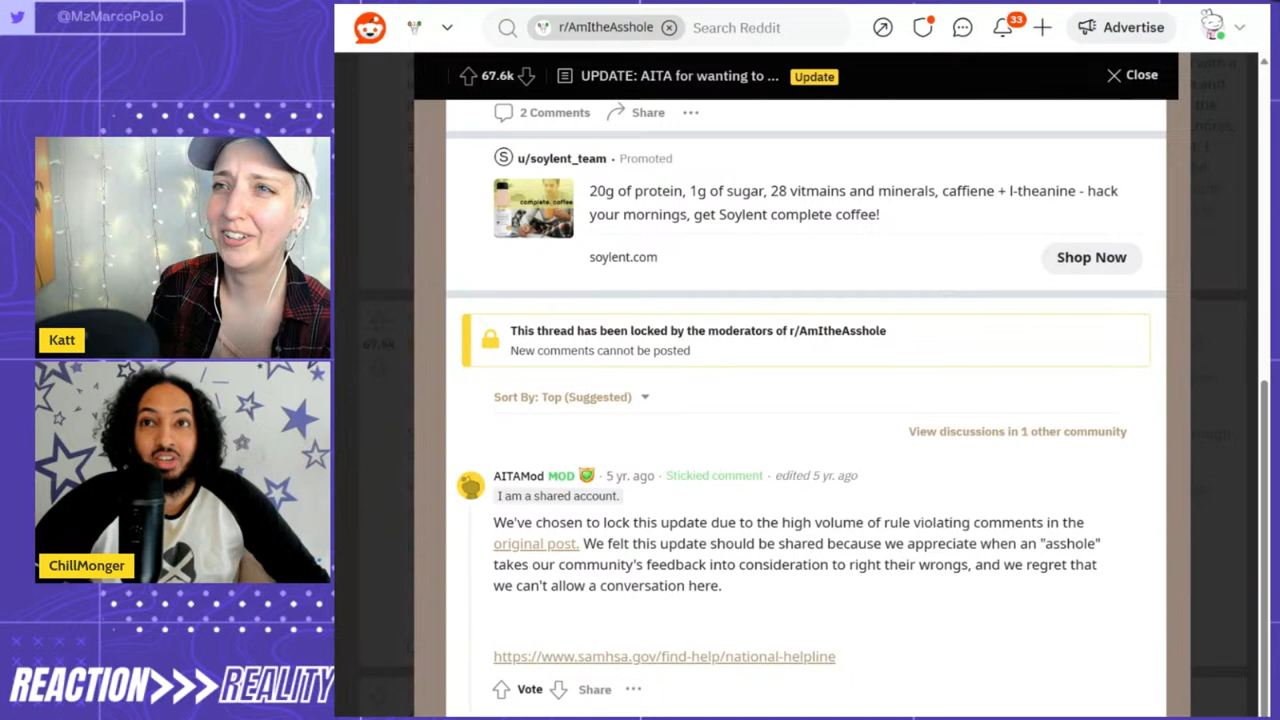 @MzMarcoPolo
r/AmItheAsshole
Search Reddit
33
Advertise
67.6k
UPDATE: AITA for wanting to ...
Update
Close
2 Comments
Share
u/soylent_team • Promoted
20g of protein, 1g of sugar, 28 vitmains and minerals, caffiene + l-theanine - hack
your mornings, get Soylent complete coffee!
complete. coffee
soylent.com
Shop Now
This thread has been locked by the moderators of r/AmItheAsshole
New comments cannot be posted
Sort By: Top (Suggested)
View discussions in 1 other community
AITAMod MOD 5 yr. ago · Stickied comment · edited 5 yr. ago
I am a shared account.
We've chosen to lock this update due to the high volume of rule violating comments in the
original post. We felt this update should be shared because we appreciate when an "asshole"
takes our community's feedback into consideration to right their wrongs, and we regret that
we can't allow a conversation here.
https://www.samhsa.gov/find-help/national-helpline
Vote
Share
Katt
ChillMonger
REACTION>>>REALITY